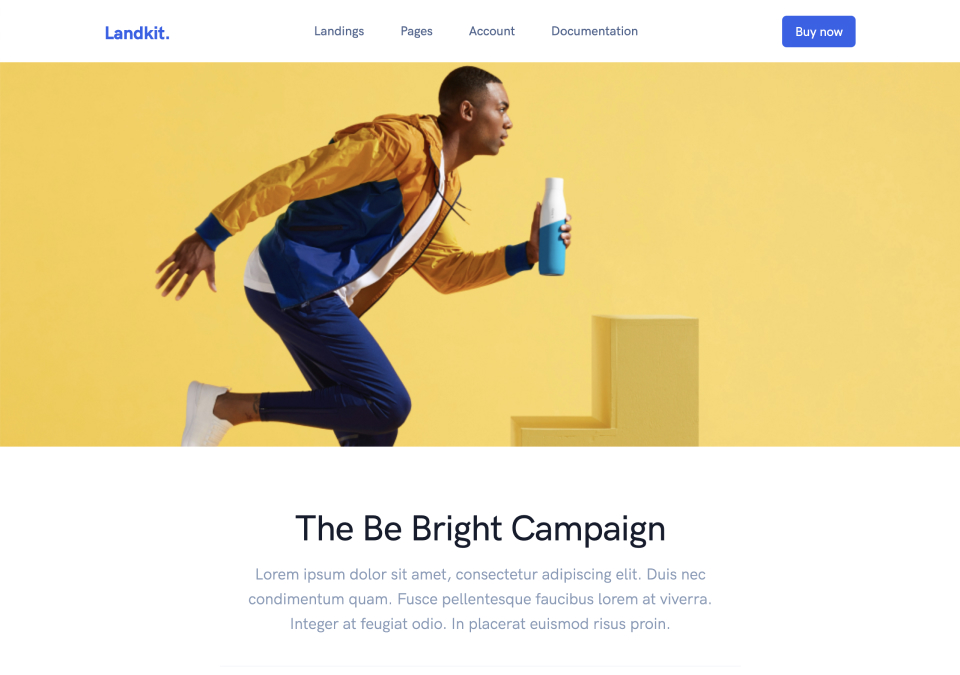 Landkit.
Landings
Pages
Account
Documentation
Buy now
The Be Bright Campaign
Lorem ipsum dolor sit amet, consectetur adipiscing elit. Duis nec
condimentum quam. Fusce pellentesque faucibus lorem at viverra.
Integer at feugiat odio. In placerat euismod risus proin.